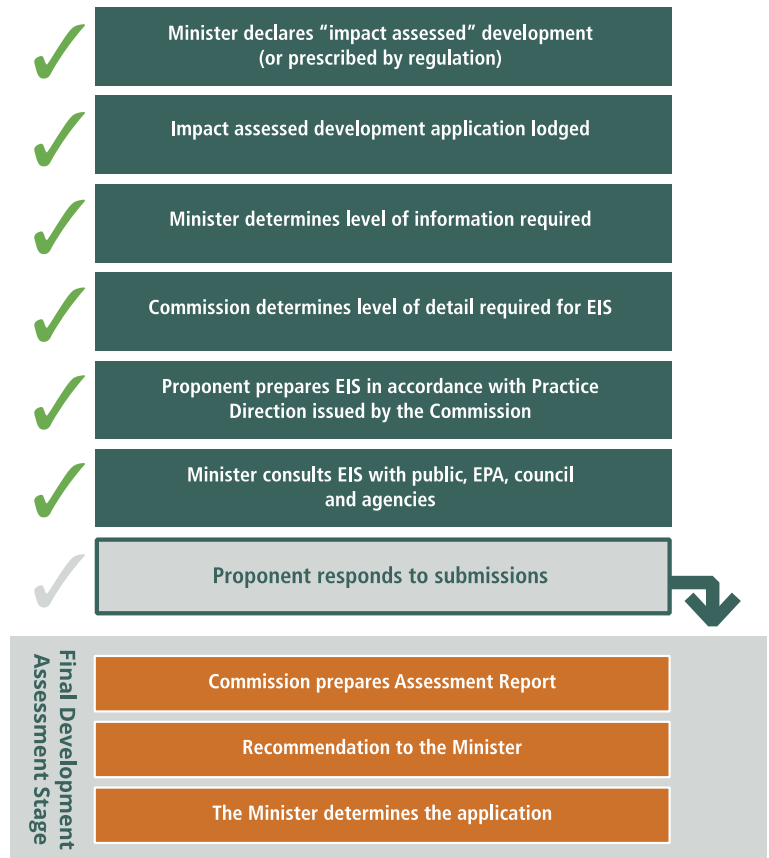 Minister declares “impact assessed” development
(or prescribed by regulation)
Impact assessed development application lodged
Minister determines level of information required
Commission determines level of detail required for EIS
Proponent prepares EIS in accordance with Practice
Direction issued by the Commission
Minister consults EIS with public, EPA, council
and agencies
Proponent responds to submissions
Final Development
Assessment Stage
Commission prepares Assessment Report
Recommendation to the Minister
The Minister determines the application